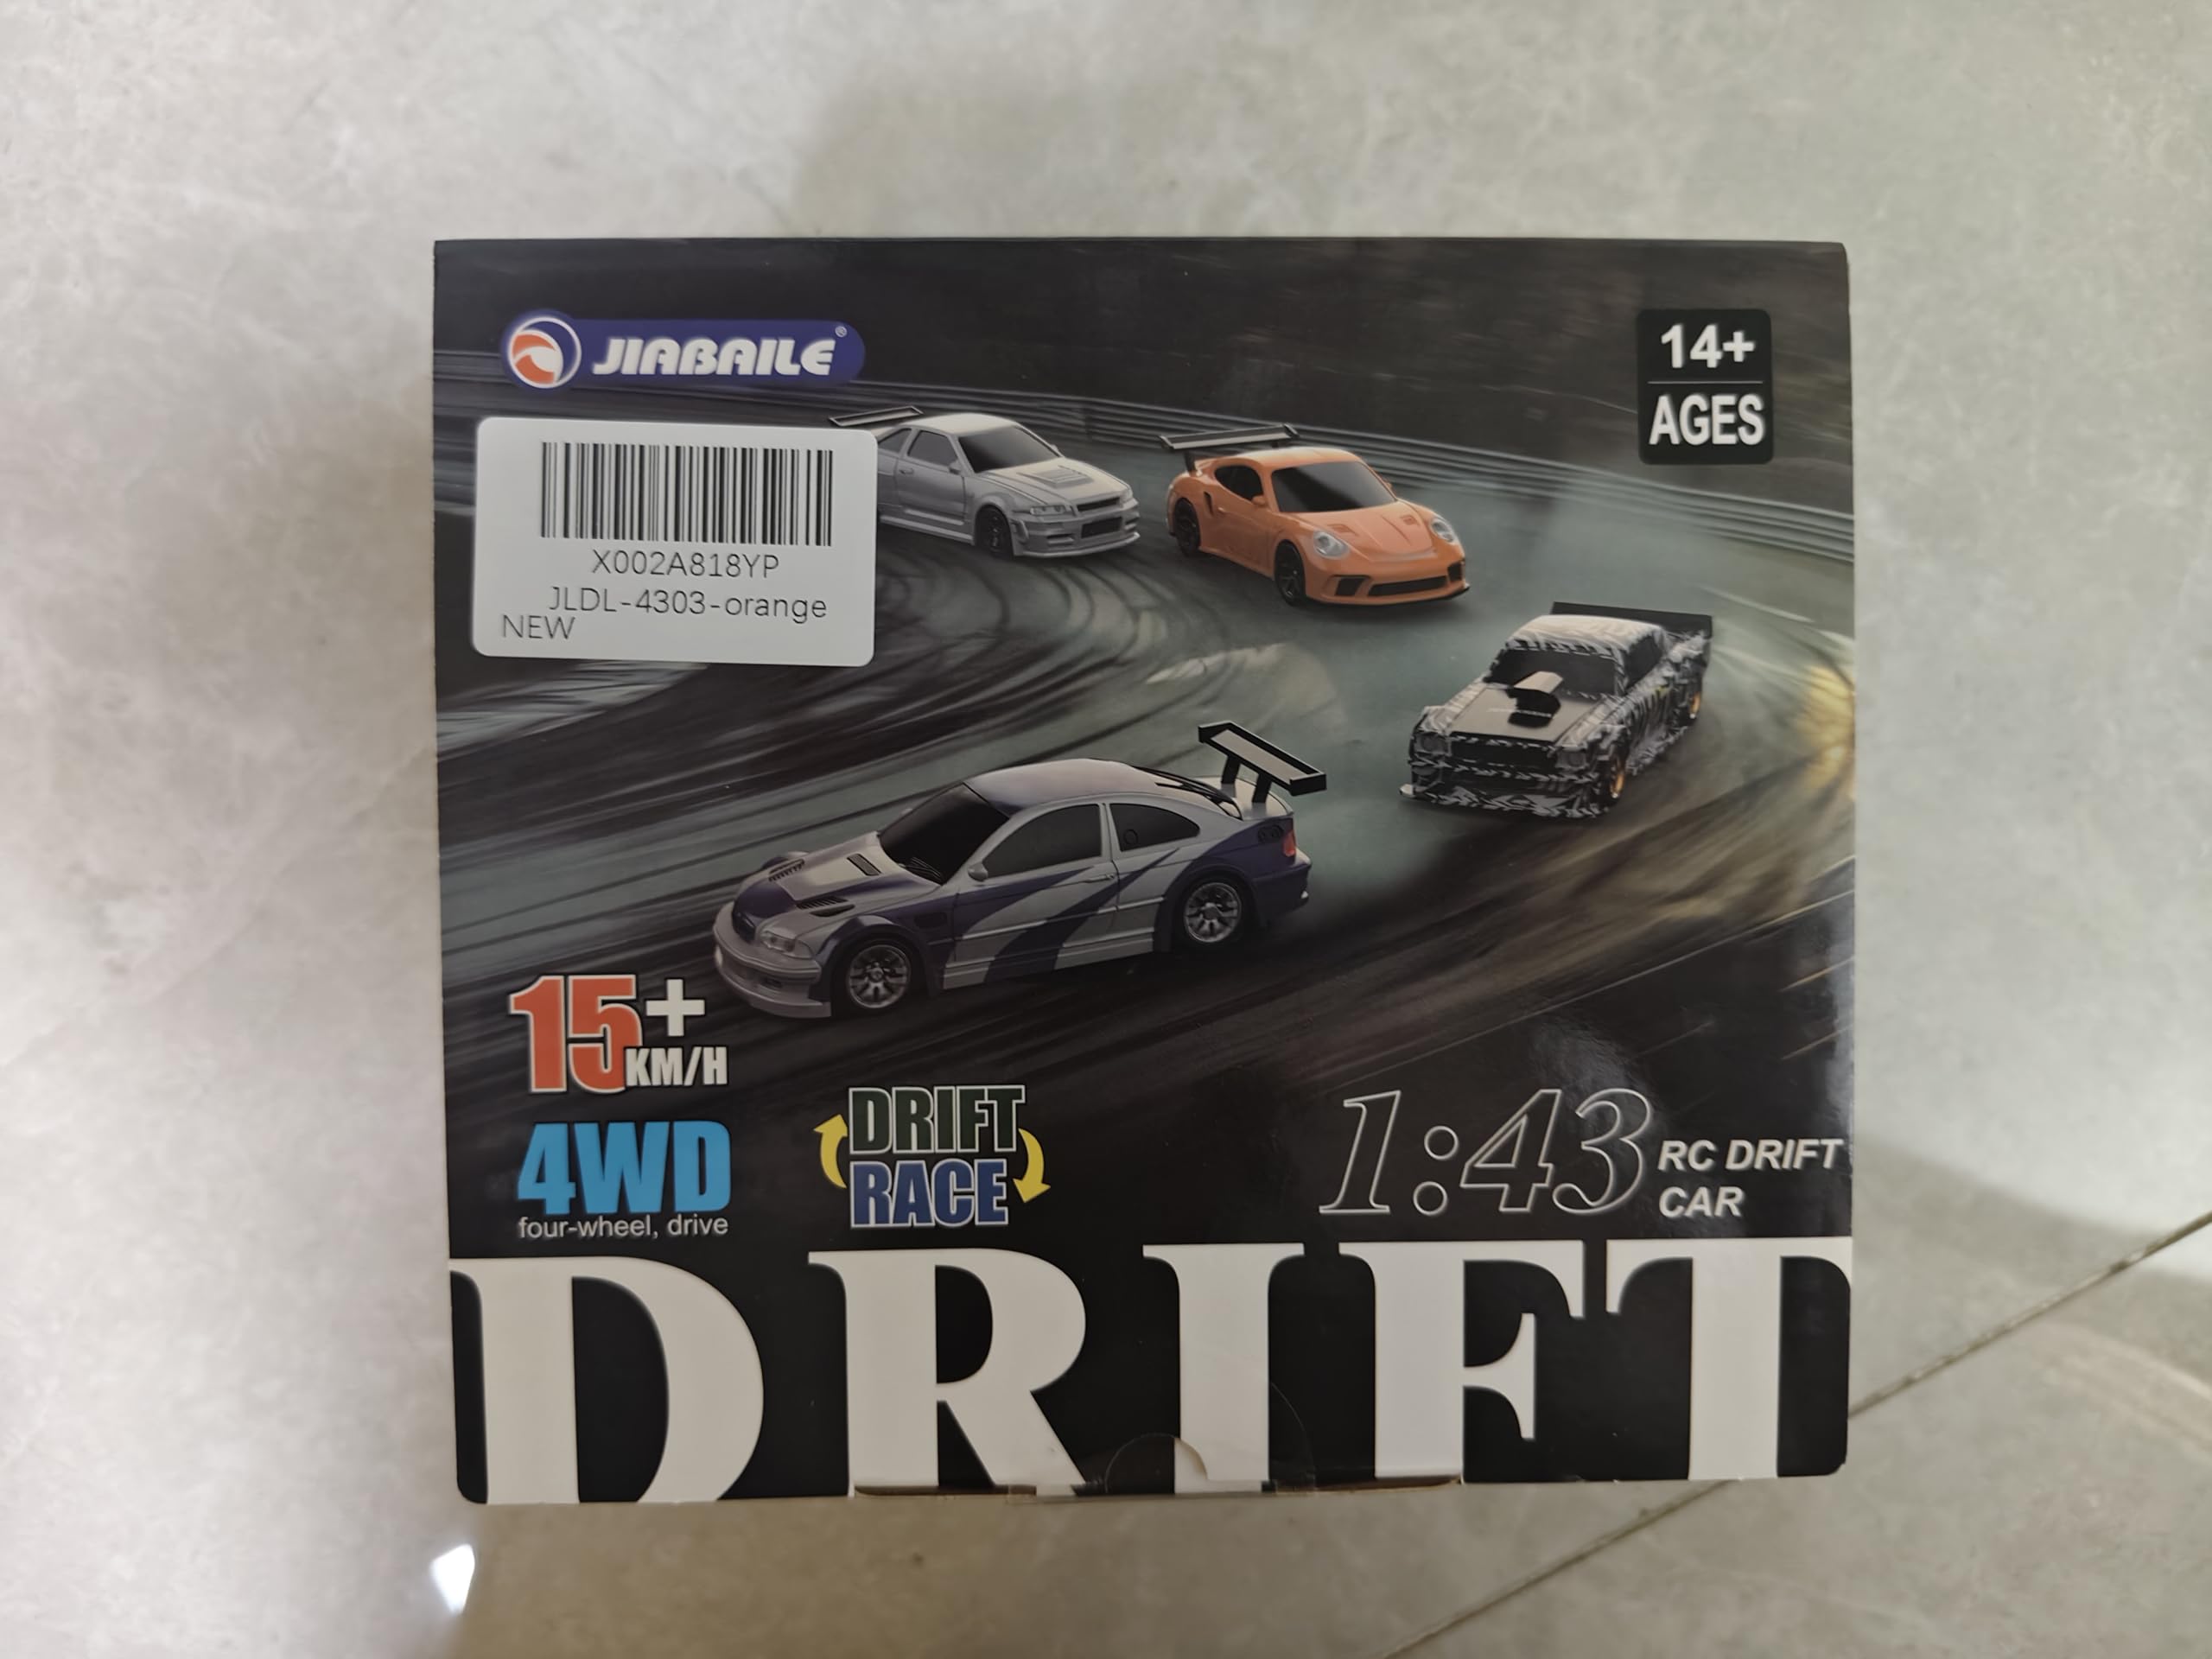 JIABAILE®
14+
AGES
X002A818YP
JLDL-4303-orange
NEW
15+
KM/H
4WD
four-wheel, drive
DRIFT
RACE
1:43
RC DRIFT
CAR
DRIFT